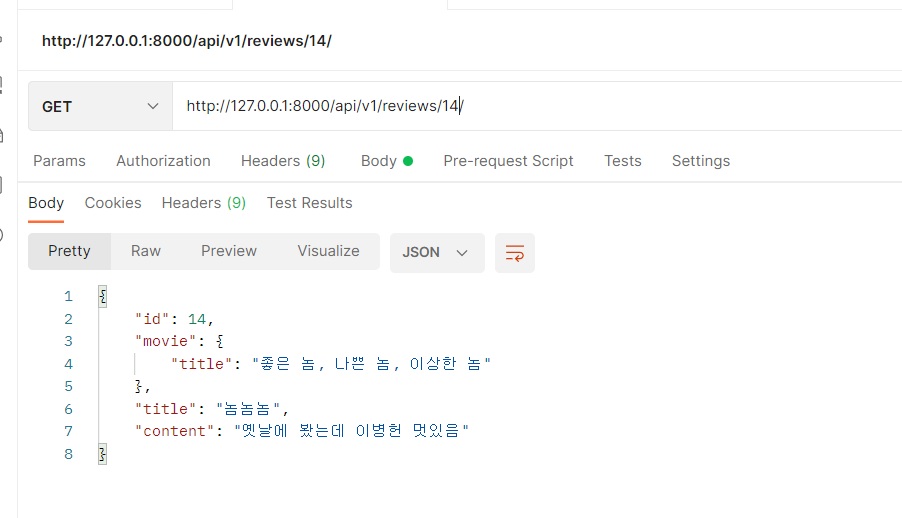 http://127.0.0.1:8000/api/v1/reviews/14/
GET http://127.0.0.1:8000/api/v1/reviews/14/
Params Authorization Headers (9) Body Pre-request Script Tests Settings
Body Cookies Headers (9) Test Results
Pretty Raw Preview Visualize JSON
1 {
2 "id": 14,
3 "movie": {
4 "title": "좋은 놈, 나쁜 놈, 이상한 놈"
5 },
6 "title": "놈놈놈",
7 "content": "옛날에 봤는데 이병헌 멋있음"
8 }